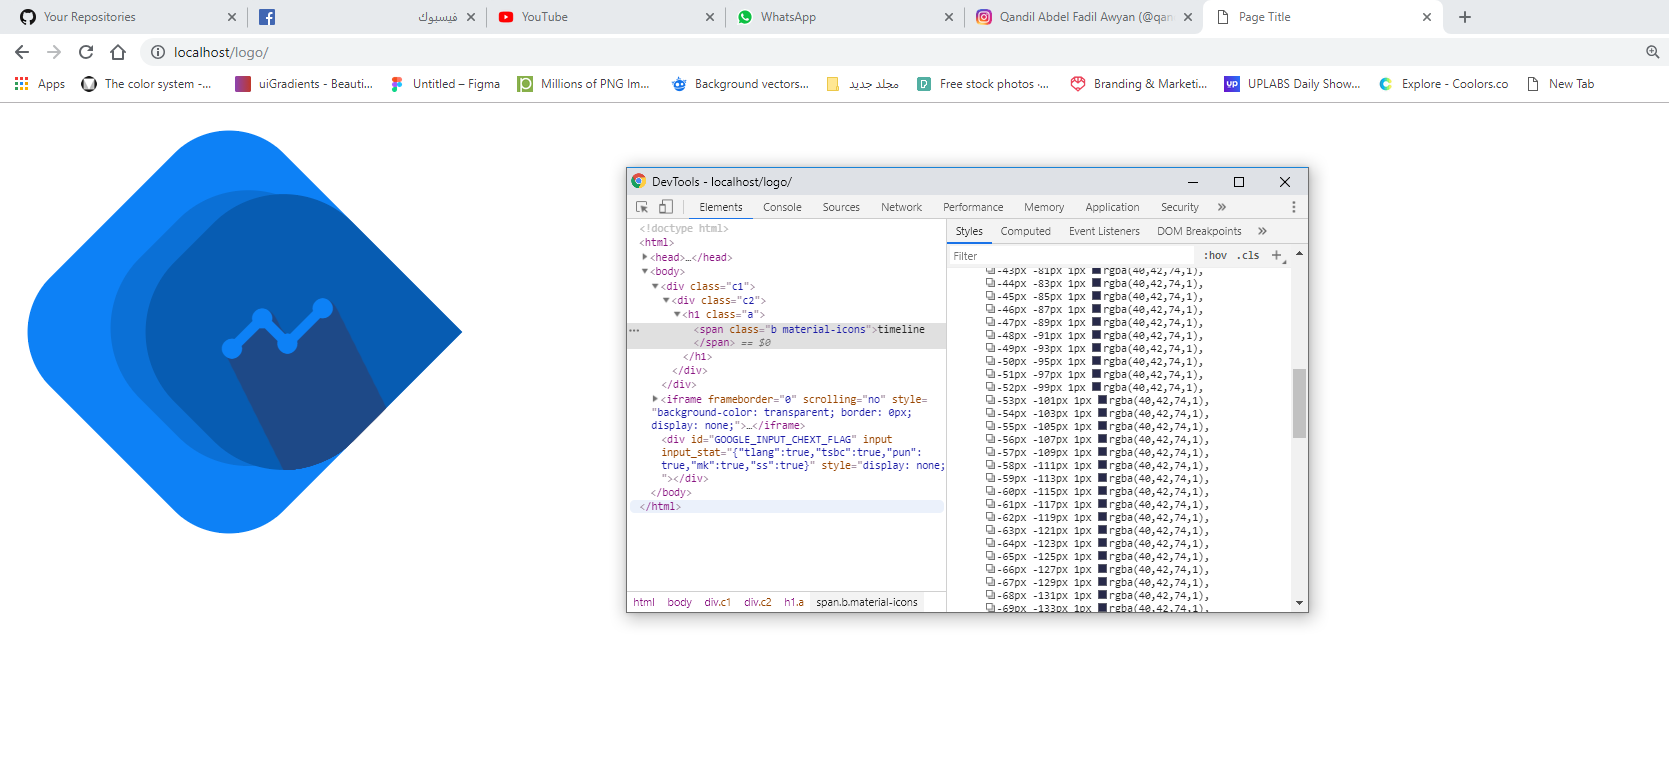 Your Repositories
فيسبوك
YouTube
WhatsApp
Qandil Abdel Fadil Awyan (@qan
Page Title
localhost/logo/
Apps
The color system -...
uiGradients - Beauti...
Untitled – Figma
Millions of PNG Im...
Background vectors...
مجلد جديد
Free stock photos ·...
Branding & Marketi...
UPLABS Daily Show...
Explore - Coolors.co
New Tab
DevTools - localhost/logo/
Elements Console Sources Network Performance Memory Application Security »
<!doctype html>
<html>
<head>…</head>
<body>
<div class="c1">
<div class="c2">
<h1 class="a">
<span class="b material-icons">timeline
</span> == $0
</h1>
</div>
</div>
<iframe frameborder="0" scrolling="no" style=
"background-color: transparent; border: 0px;
display: none;">…</iframe>
<div id="GOOGLE_INPUT_CHEXT_FLAG" input
input_stat="{"tlang":true,"tsbc":true,"pun":
true,"mk":true,"ss":true}" style="display: none;
"></div>
</body>
</html>
html body div.c1 div.c2 h1.a span.b.material-icons
Styles Computed Event Listeners DOM Breakpoints »
Filter :hov .cls +
-43px -81px 1px rgba(40,42,74,1),
-44px -83px 1px rgba(40,42,74,1),
-45px -85px 1px rgba(40,42,74,1),
-46px -87px 1px rgba(40,42,74,1),
-47px -89px 1px rgba(40,42,74,1),
-48px -91px 1px rgba(40,42,74,1),
-49px -93px 1px rgba(40,42,74,1),
-50px -95px 1px rgba(40,42,74,1),
-51px -97px 1px rgba(40,42,74,1),
-52px -99px 1px rgba(40,42,74,1),
-53px -101px 1px rgba(40,42,74,1),
-54px -103px 1px rgba(40,42,74,1),
-55px -105px 1px rgba(40,42,74,1),
-56px -107px 1px rgba(40,42,74,1),
-57px -109px 1px rgba(40,42,74,1),
-58px -111px 1px rgba(40,42,74,1),
-59px -113px 1px rgba(40,42,74,1),
-60px -115px 1px rgba(40,42,74,1),
-61px -117px 1px rgba(40,42,74,1),
-62px -119px 1px rgba(40,42,74,1),
-63px -121px 1px rgba(40,42,74,1),
-64px -123px 1px rgba(40,42,74,1),
-65px -125px 1px rgba(40,42,74,1),
-66px -127px 1px rgba(40,42,74,1),
-67px -129px 1px rgba(40,42,74,1),
-68px -131px 1px rgba(40,42,74,1),
-69px -133px 1px rgba(40,42,74,1),